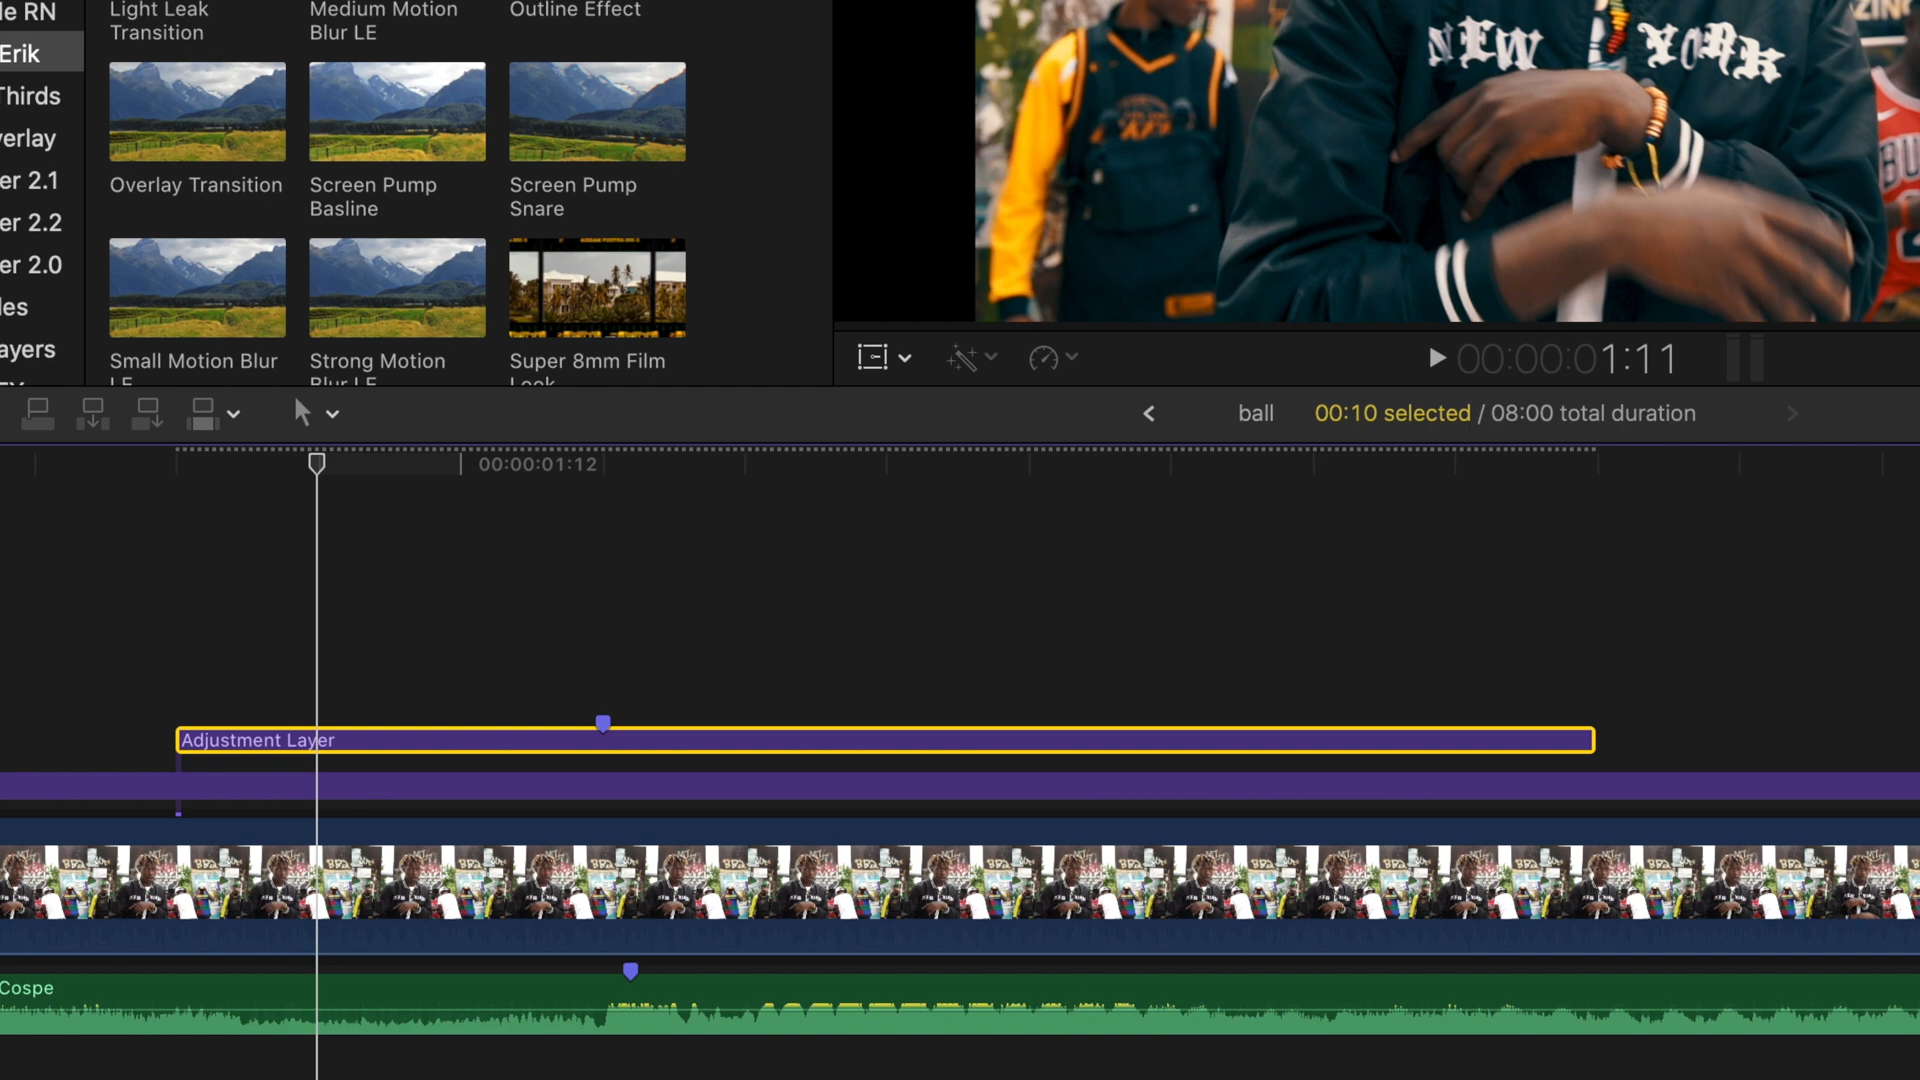 le RN
Erik
Thirds
verlay
er 2.1
er 2.2
er 2.0
les
ayers
Light Leak
Transition
Medium Motion
Blur LE
Outline Effect
Overlay Transition
Screen Pump
Basline
Screen Pump
Snare
Small Motion Blur
LE
Strong Motion
Blur LE
Super 8mm Film
Look
NEW YORK
BU
00:00:01:11
ball
00:10 selected / 08:00 total duration
00:00:01:12
Adjustment Layer
Cospe